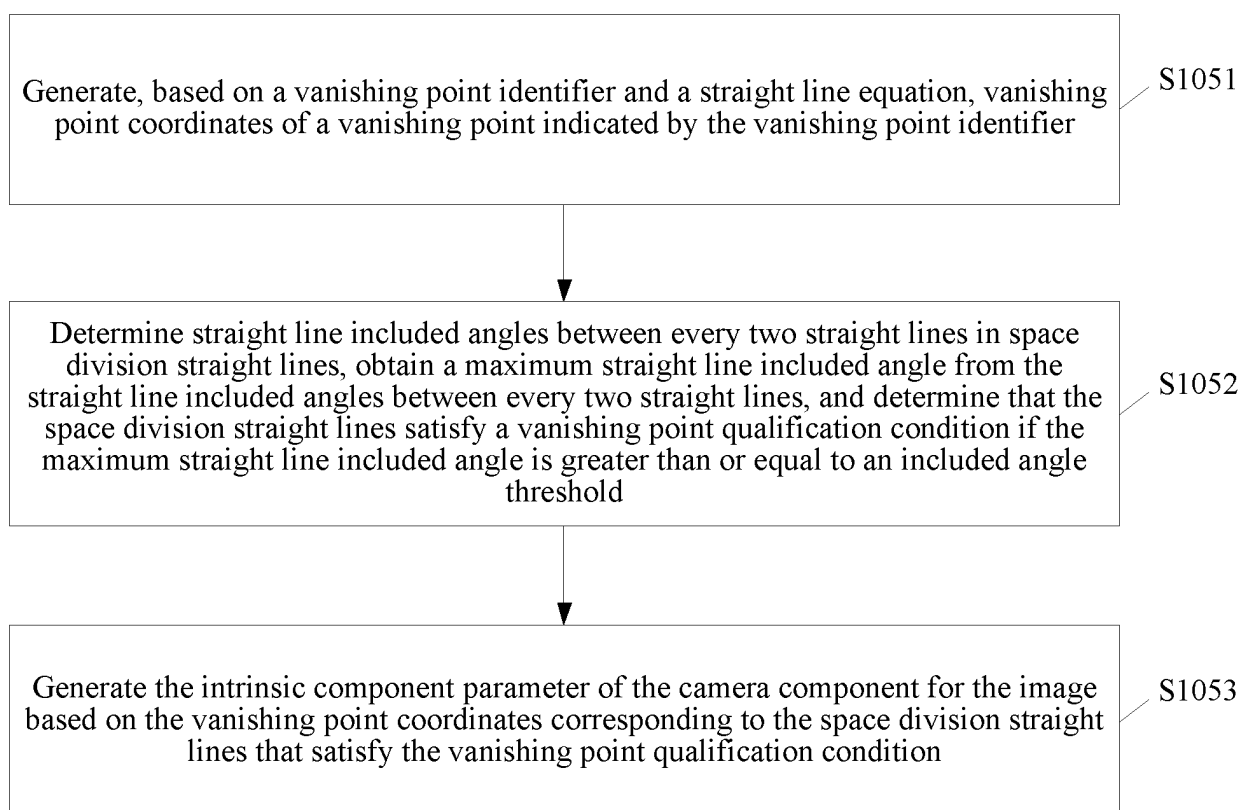 Generate, based on a vanishing point identifier and a straight line equation, vanishing
point coordinates of a vanishing point indicated by the vanishing point identifier
S1051
Determine straight line included angles between every two straight lines in space
division straight lines, obtain a maximum straight line included angle from the
straight line included angles between every two straight lines, and determine that the
space division straight lines satisfy a vanishing point qualification condition if the
maximum straight line included angle is greater than or equal to an included angle
threshold
S1052
Generate the intrinsic component parameter of the camera component for the image
based on the vanishing point coordinates corresponding to the space division straight
lines that satisfy the vanishing point qualification condition
S1053